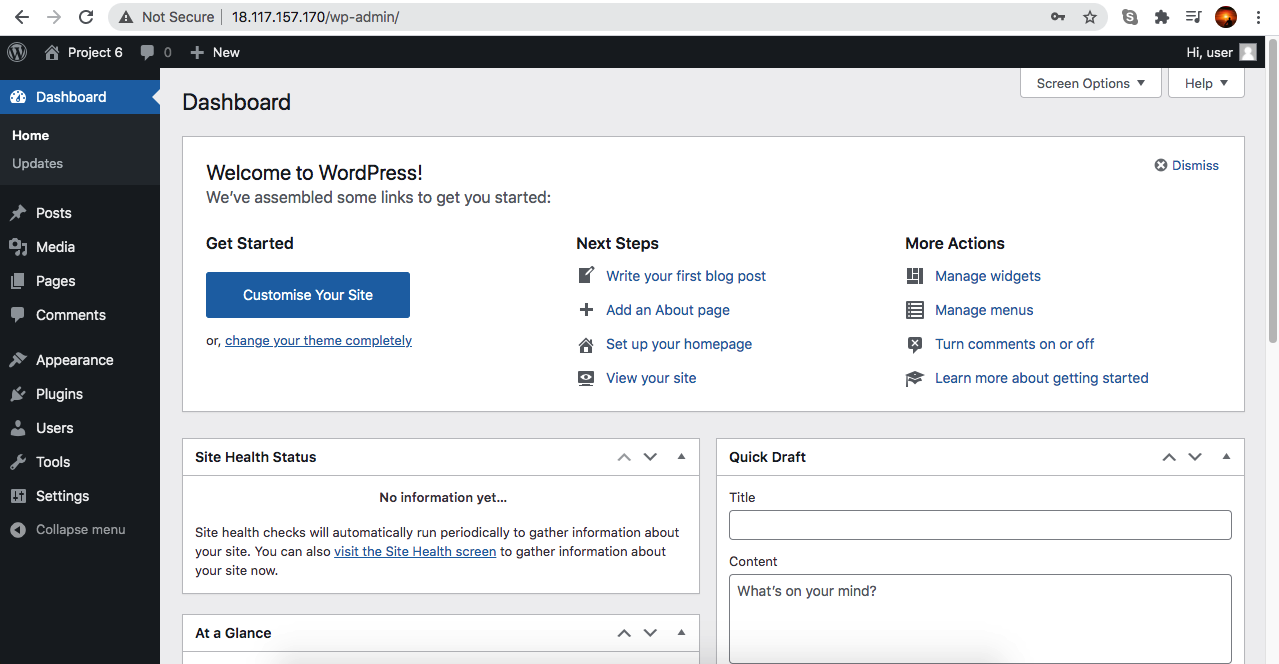 Not Secure | 18.117.157.170/wp-admin/
Project 6 0 New Hi, user
Dashboard
Home
Updates
Posts
Media
Pages
Comments
Appearance
Plugins
Users
Tools
Settings
Collapse menu
Screen Options Help
Dashboard
Welcome to WordPress!
Dismiss
We’ve assembled some links to get you started:
Get Started
Customise Your Site
or, change your theme completely
Next Steps
Write your first blog post
Add an About page
Set up your homepage
View your site
More Actions
Manage widgets
Manage menus
Turn comments on or off
Learn more about getting started
Site Health Status
No information yet...
Site health checks will automatically run periodically to gather information about
your site. You can also visit the Site Health screen to gather information about
your site now.
At a Glance
Quick Draft
Title
Content
What’s on your mind?